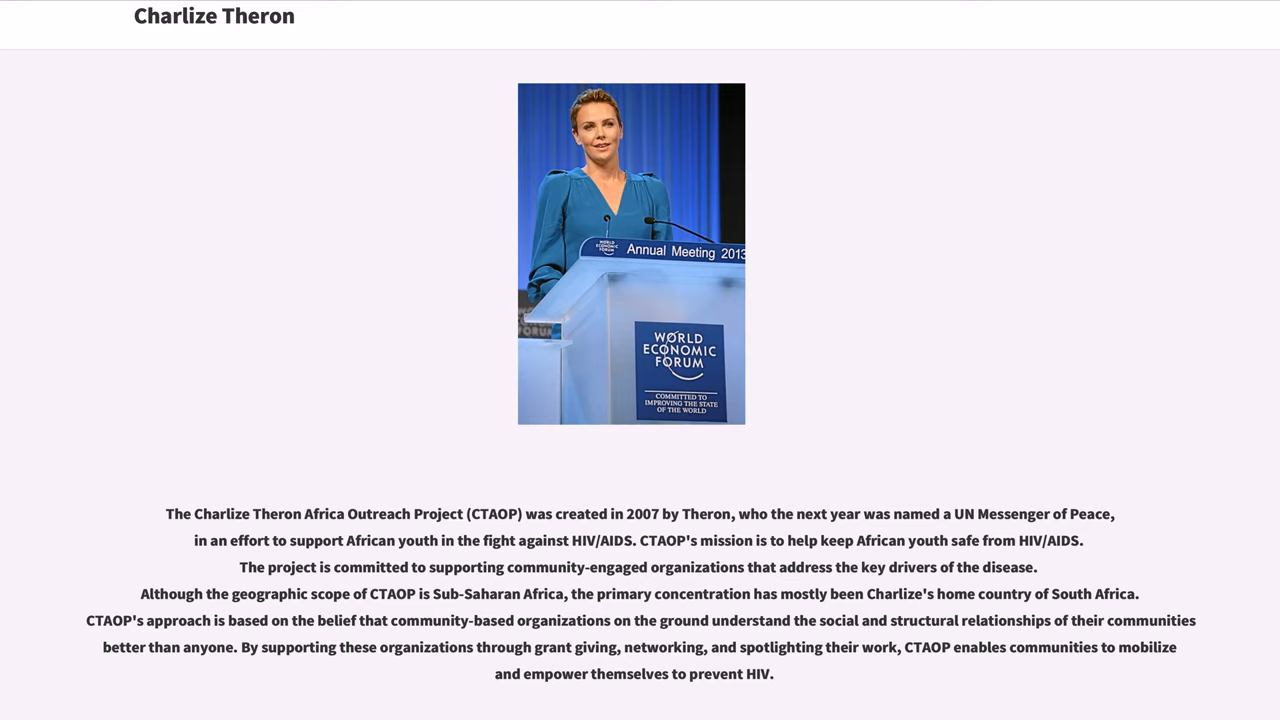 Charlize Theron
WORLD
ECONOMIC
FORUM
Annual Meeting 2013
WORLD
ECONOMIC
FORUM
COMMITTED TO
IMPROVING THE STATE
OF THE WORLD
The Charlize Theron Africa Outreach Project (CTAOP) was created in 2007 by Theron, who the next year was named a UN Messenger of Peace,
in an effort to support African youth in the fight against HIV/AIDS. CTAOP's mission is to help keep African youth safe from HIV/AIDS.
The project is committed to supporting community-engaged organizations that address the key drivers of the disease.
Although the geographic scope of CTAOP is Sub-Saharan Africa, the primary concentration has mostly been Charlize's home country of South Africa.
CTAOP's approach is based on the belief that community-based organizations on the ground understand the social and structural relationships of their communities
better than anyone. By supporting these organizations through grant giving, networking, and spotlighting their work, CTAOP enables communities to mobilize
and empower themselves to prevent HIV.